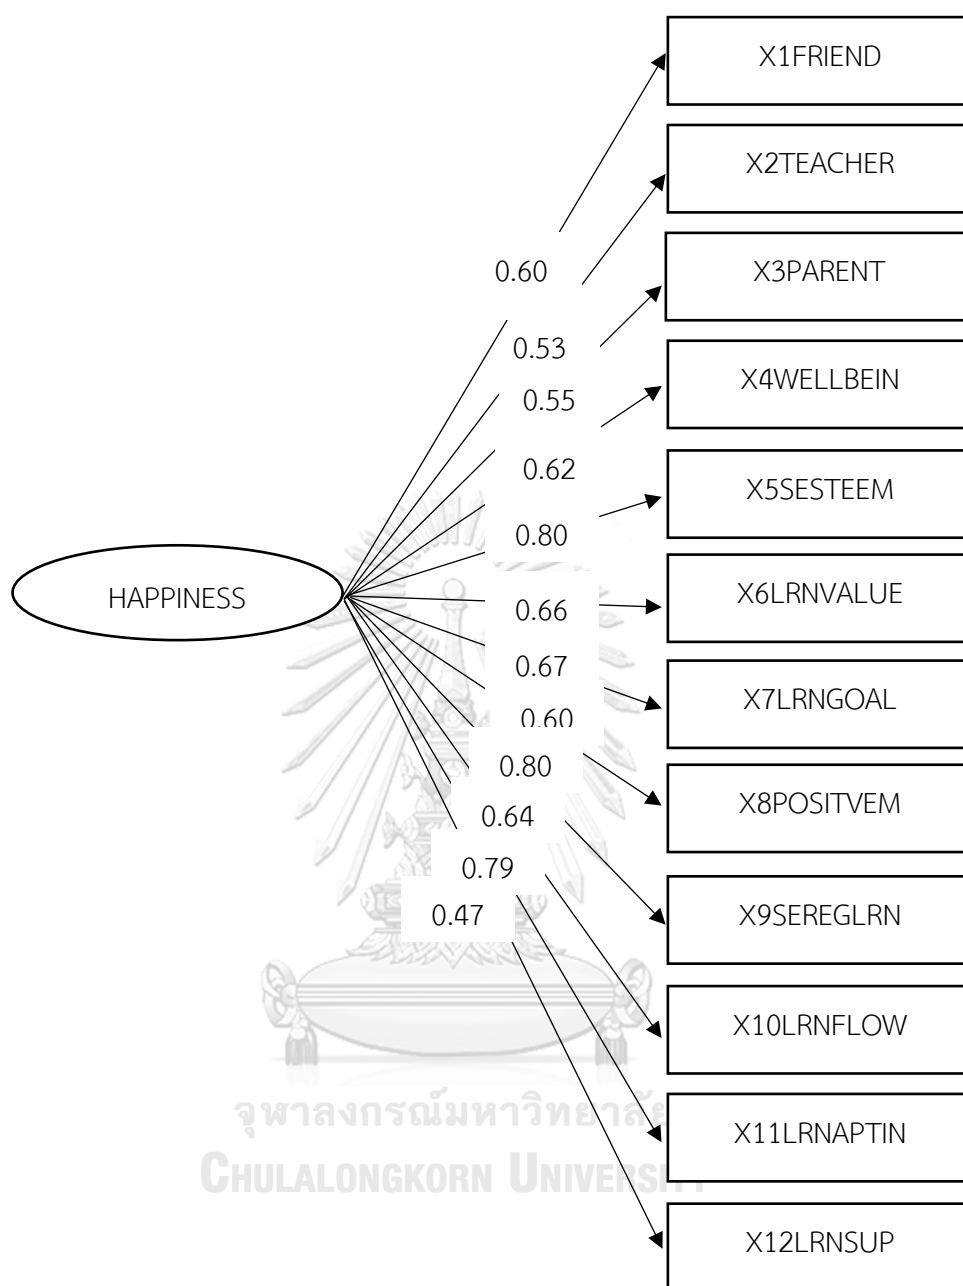 X1FRIEND
X2TEACHER
X3PARENT
X4WELLBEIN
X5SESTEEM
X6LRNVALUE
X7LRNGOAL
X8POSITVEM
X9SEREGLRN
X10LRNFLOW
X11LRNAPTIN
X12LRNSUP
HAPPINESS
0.60
0.53
0.55
0.62
0.80
0.66
0.67
0.60
0.80
0.64
0.79
0.47
จุฬาลงกรณ์มหาวิทยาลัย
CHULALONGKORN UNIVERSITY